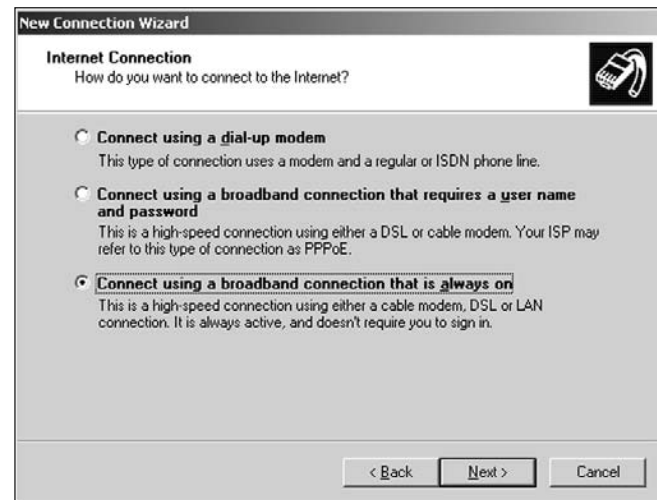 New Connection Wizard
Internet Connection
How do you want to connect to the Internet?
Connect using a dial-up modem
This type of connection uses a modem and a regular or ISDN phone line.
Connect using a broadband connection that requires a user name
and password
This is a high-speed connection using either a DSL or cable modem. Your ISP may
refer to this type of connection as PPPoE.
Connect using a broadband connection that is always on
This is a high-speed connection using either a cable modem, DSL or LAN
connection. It is always active, and doesn't require you to sign in.
< Back Next > Cancel